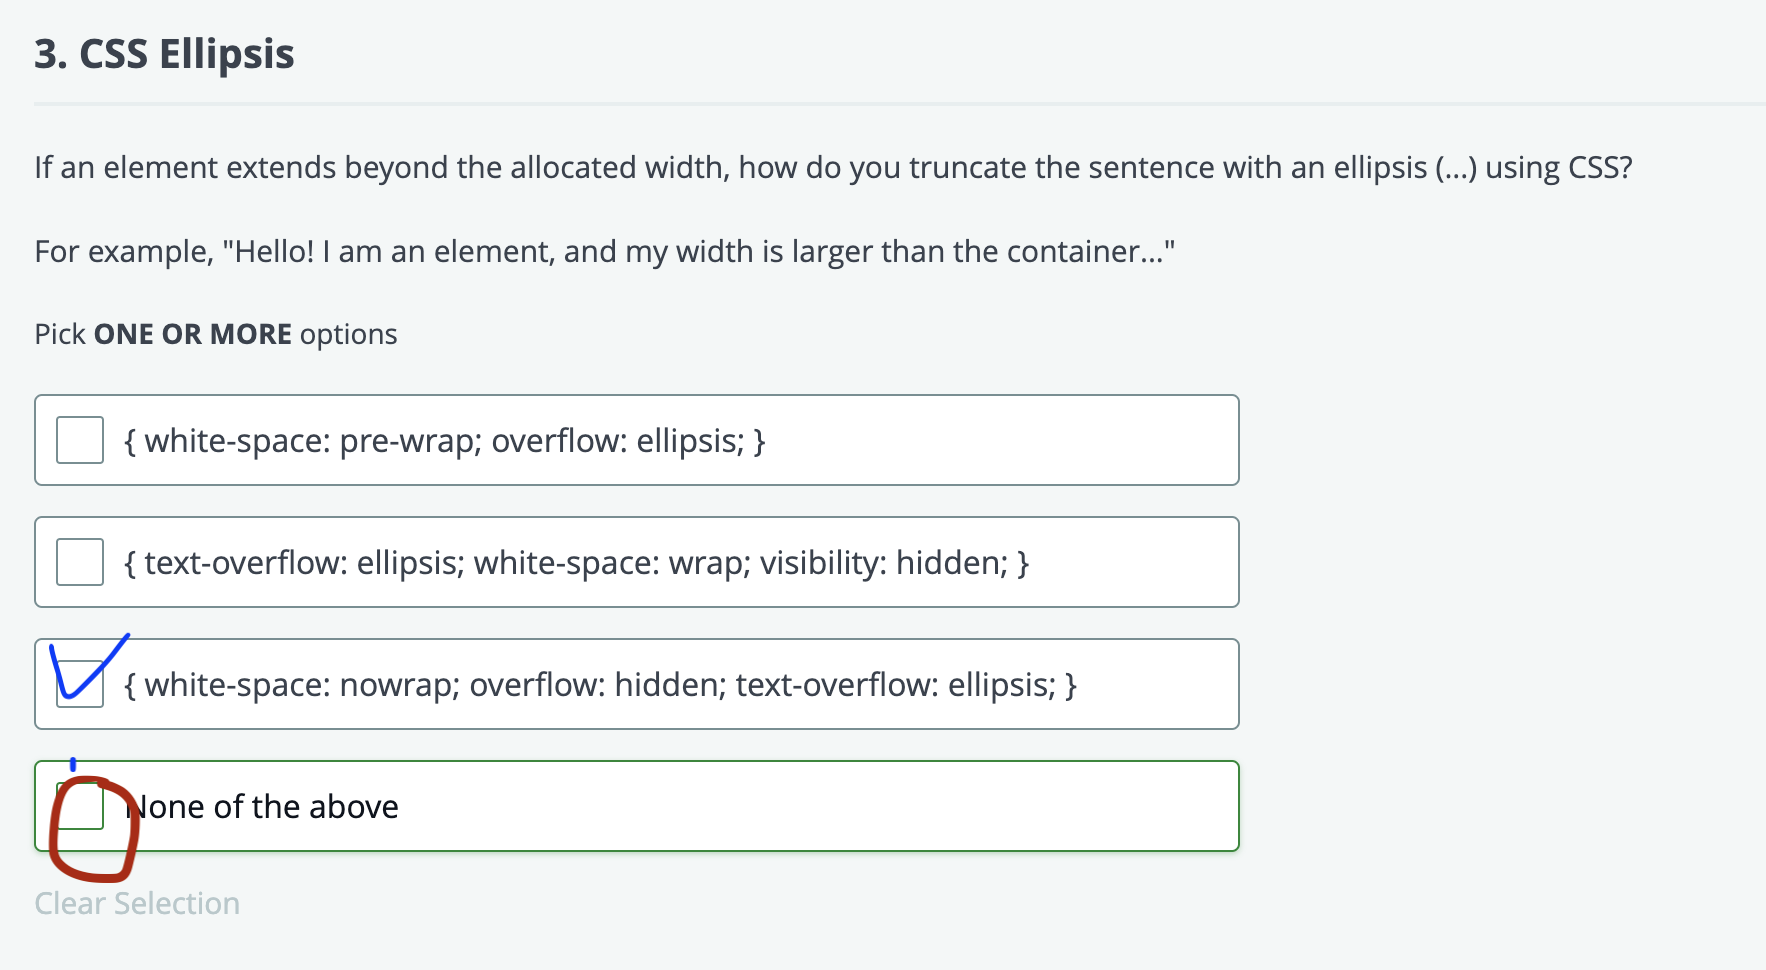 3. CSS Ellipsis
If an element extends beyond the allocated width, how do you truncate the sentence with an ellipsis (...) using CSS?
For example, "Hello! I am an element, and my width is larger than the container..."
Pick ONE OR MORE options
{ white-space: pre-wrap; overflow: ellipsis; }
{ text-overflow: ellipsis; white-space: wrap; visibility: hidden; }
{ white-space: nowrap; overflow: hidden; text-overflow: ellipsis; }
None of the above
Clear Selection